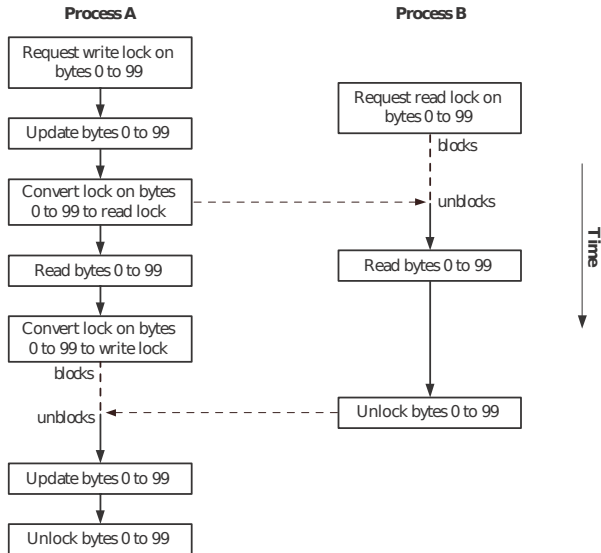 Process A
Process B
Request write lock on
bytes 0 to 99
Request read lock on
bytes 0 to 99
Update bytes 0 to 99
blocks
Convert lock on bytes
0 to 99 to read lock
unblocks
Read bytes 0 to 99
Read bytes 0 to 99
Time
Convert lock on bytes
0 to 99 to write lock
blocks
unblocks
Unlock bytes 0 to 99
Update bytes 0 to 99
Unlock bytes 0 to 99